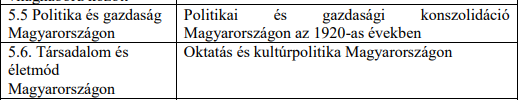 5.5 Politika és gazdaság Magyarországon
Politikai és gazdasági konszolidáció Magyarországon az 1920-as években
5.6. Társadalom és életmód Magyarországon
Oktatás és kultúrpolitika Magyarországon